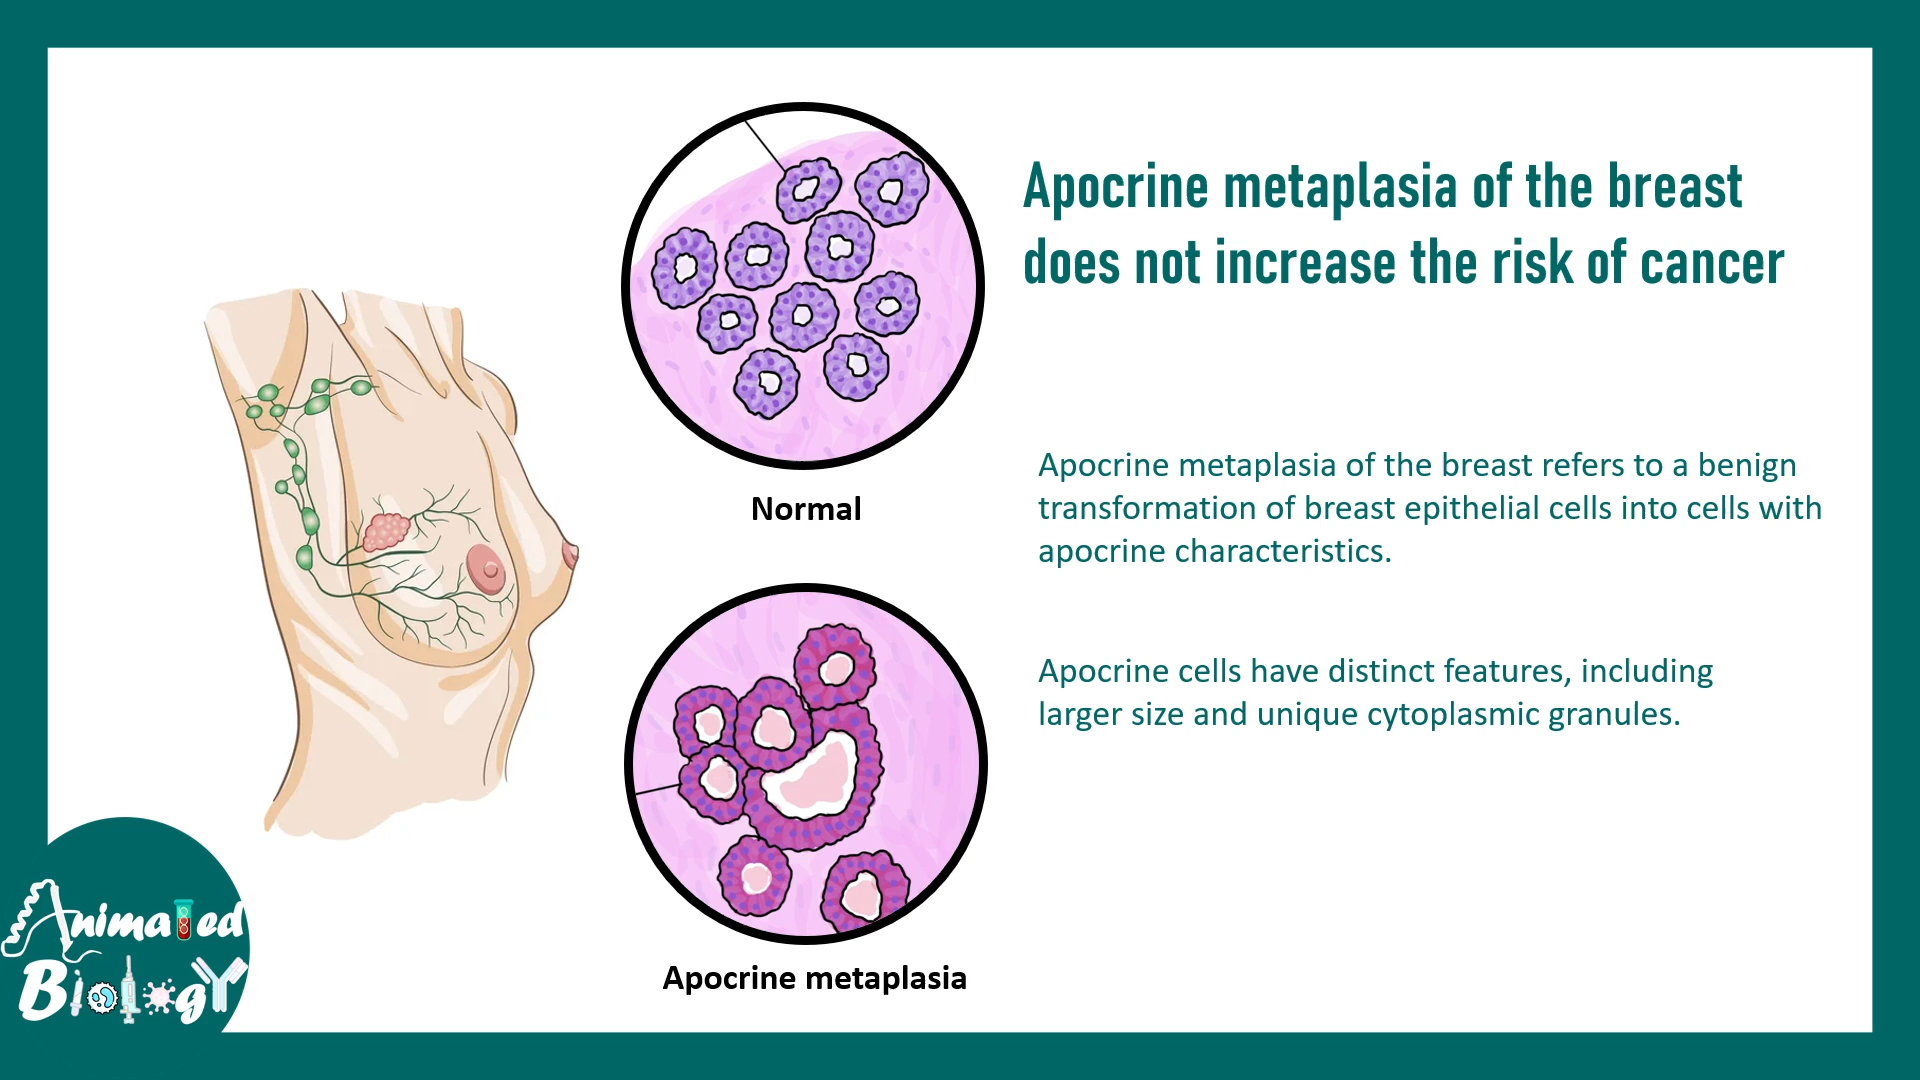 Apocrine metaplasia of the breast
does not increase the risk of cancer
Normal
Apocrine metaplasia of the breast refers to a benign
transformation of breast epithelial cells into cells with
apocrine characteristics.
Apocrine cells have distinct features, including
larger size and unique cytoplasmic granules.
Apocrine metaplasia
Animated
Biology